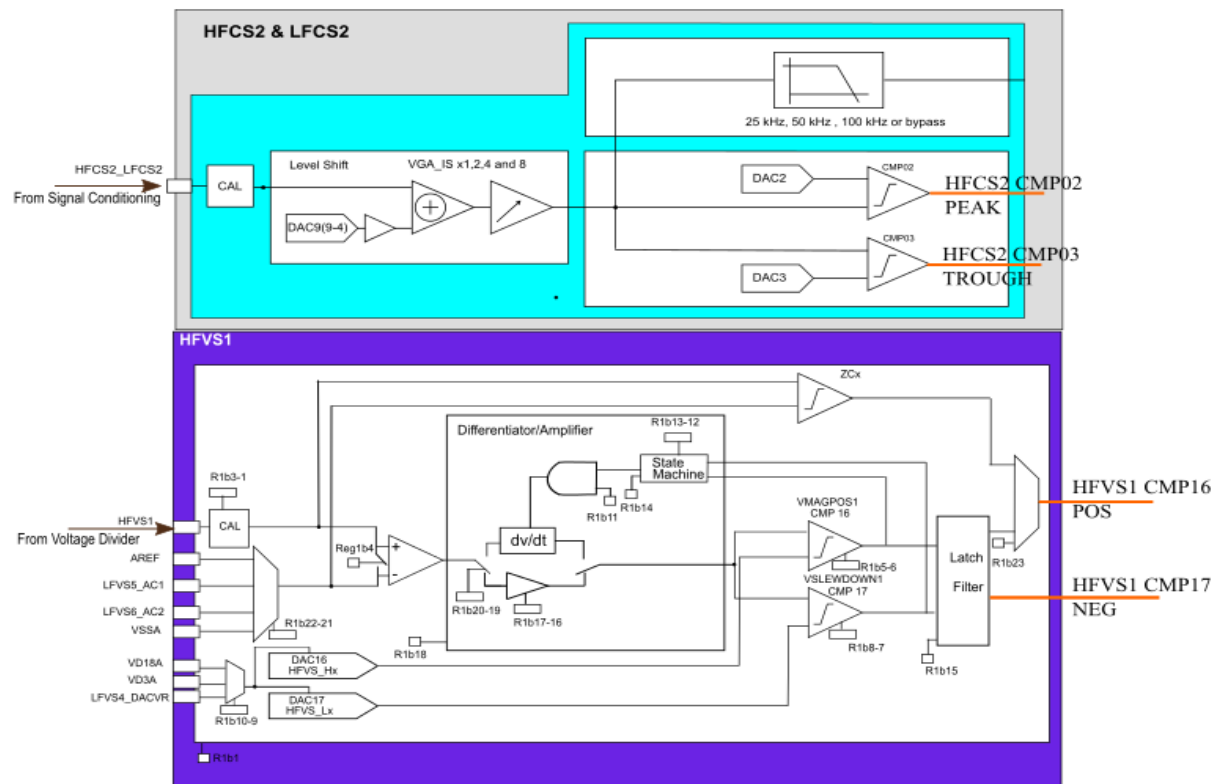 HFCS2 & LFCS2
25 kHz, 50 kHz , 100 kHz or bypass
HFCS2_LFCS2
From Signal Conditioning
CAL
Level Shift
VGA_IS x1,2,4 and 8
DAC9(9-4)
DAC2
CMP02
HFCS2 CMP02
PEAK
CMP03
HFCS2 CMP03
TROUGH
DAC3
HFVS1
ZCx
R1b13-12
Differentiator/Amplifier
State
Machine
R1b3-1
R1b14
R1b11
HFVS1
From Voltage Divider
CAL
VMAGPOS1
CMP 16
HFVS1 CMP16
POS
dv/dt
Reg1b4
+
-
AREF
R1b5-6
Latch
Filter
R1b23
LFVS5_AC1
VSLEWDOWN1
CMP 17
HFVS1 CMP17
NEG
R1b20-19
LFVS6_AC2
R1b17-16
VSSA
R1b22-21
R1b8-7
R1b18
R1b15
VD18A
DAC16
HFVS_Hx
VD3A
LFVS4_DACVR
DAC17
HFVS_Lx
R1b10-9
R1b1